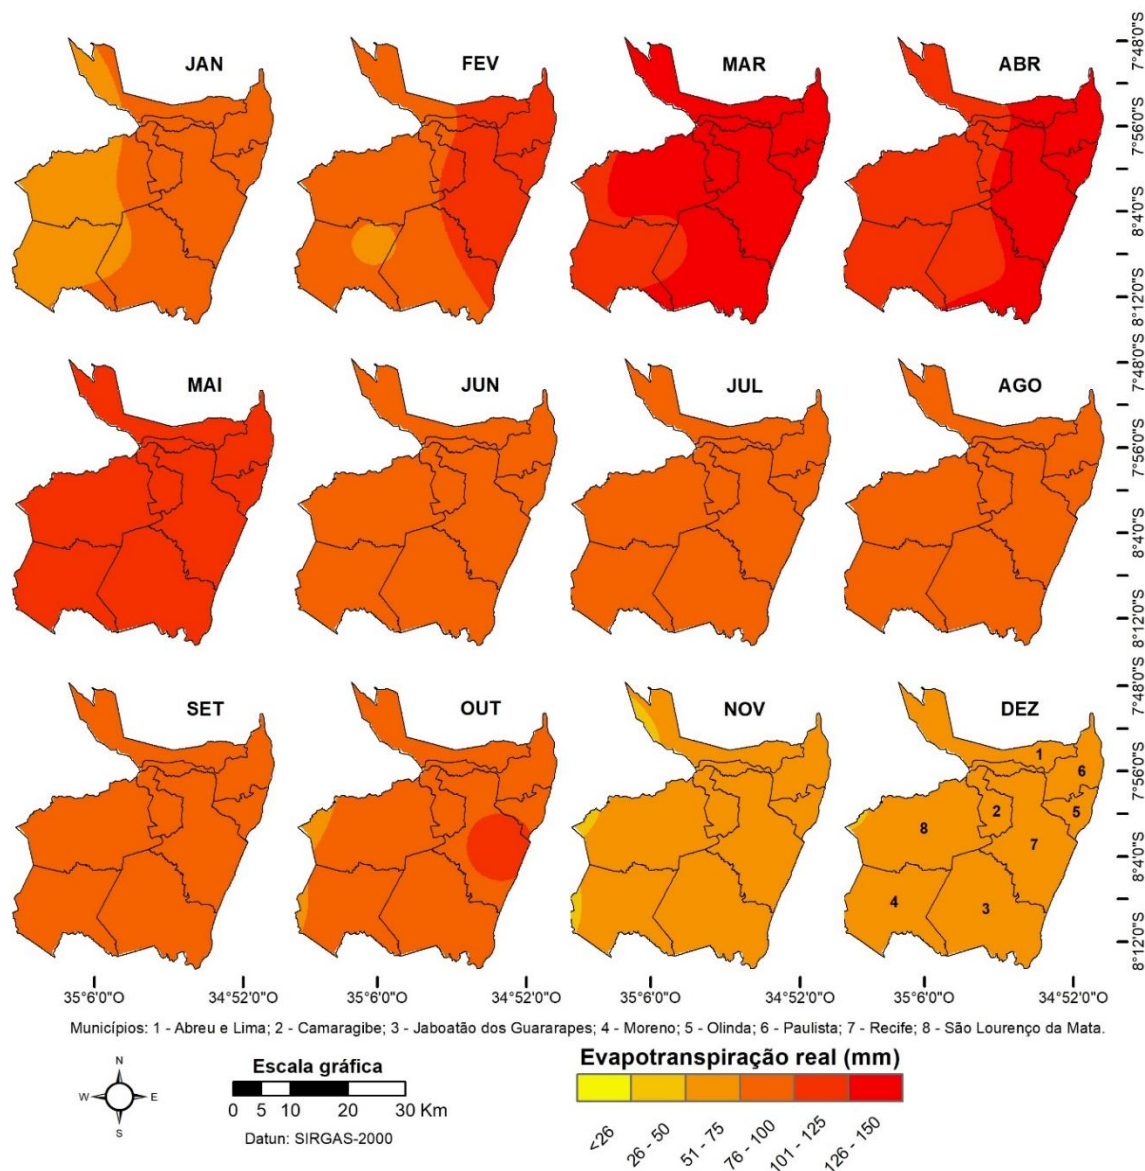 JAN
FEV
MAR
ABR
7°48'0"S
7°56'0"S
8°4'0"S
8°12'0"S
MAI
JUN
JUL
AGO
7°48'0"S
7°56'0"S
8°4'0"S
8°12'0"S
SET
OUT
NOV
DEZ
1
6
2
5
8
7
4
3
7°48'0"S
7°56'0"S
8°4'0"S
8°12'0"S
35°6'0"O 34°52'0"O 35°6'0"O 34°52'0"O 35°6'0"O 34°52'0"O 35°6'0"O 34°52'0"O
Municípios: 1 - Abreu e Lima; 2 - Camaragibe; 3 - Jaboatão dos Guararapes; 4 - Moreno; 5 - Olinda; 6 - Paulista; 7 - Recife; 8 - São Lourenço da Mata.
N
W E
S
Escala gráfica
0 5 10 20 30 Km
Datun: SIRGAS-2000
Evapotranspiração real (mm)
<26
26 - 50
51 - 75
76 - 100
101 - 125
126 - 150